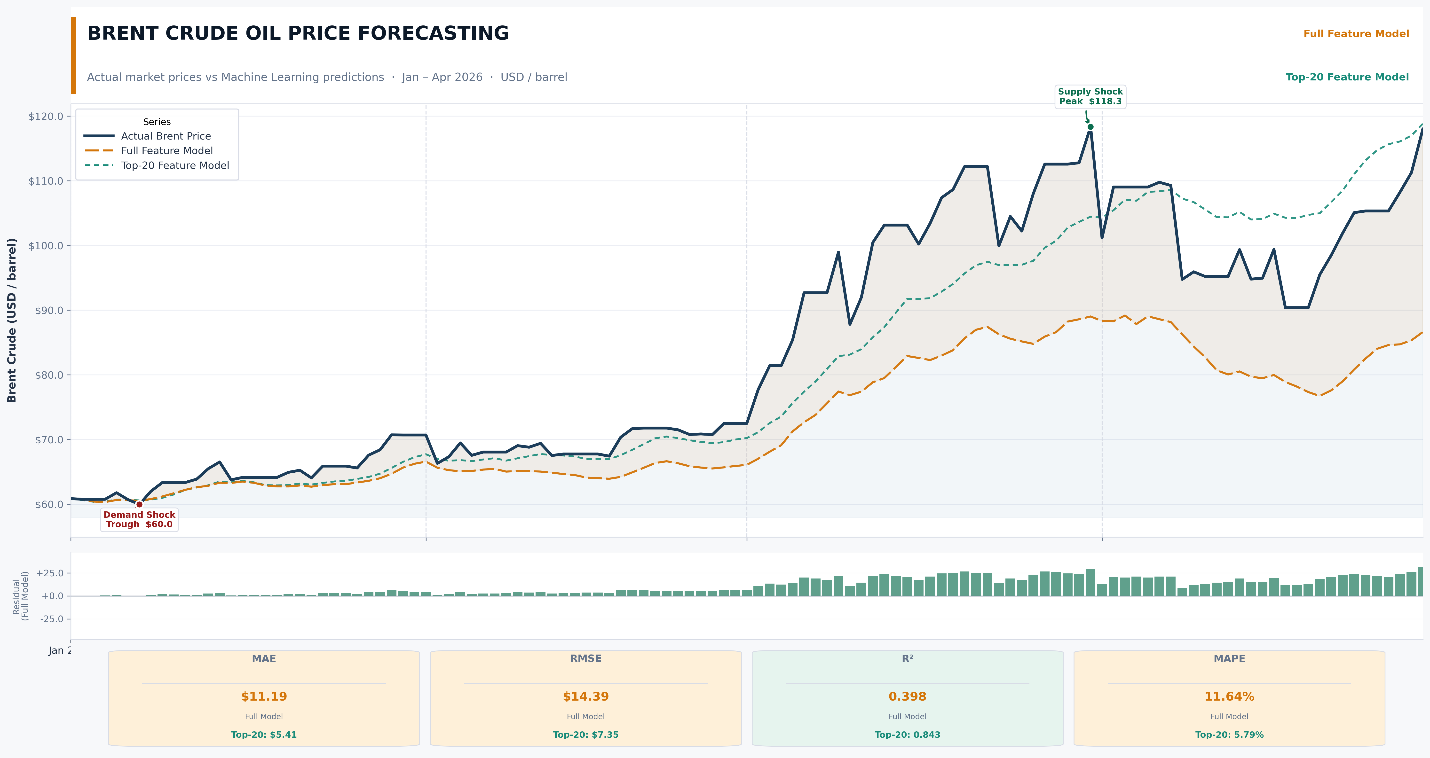 BRENT CRUDE OIL PRICE FORECASTING
Full Feature Model
Actual market prices vs Machine Learning predictions · Jan – Apr 2026 · USD / barrel
Top-20 Feature Model
Supply Shock
Peak $118.3
Series
Actual Brent Price
Full Feature Model
Top-20 Feature Model
Brent Crude (USD / barrel)
$120.0
$110.0
$100.0
$90.0
$80.0
$70.0
$60.0
Demand Shock
Trough $60.0
Residual
(Full Model)
+25.0
+0.0
-25.0
Jan 2
MAE
$11.19
Full Model
Top-20: $5.41
RMSE
$14.39
Full Model
Top-20: $7.35
R²
0.398
Full Model
Top-20: 0.843
MAPE
11.64%
Full Model
Top-20: 5.79%